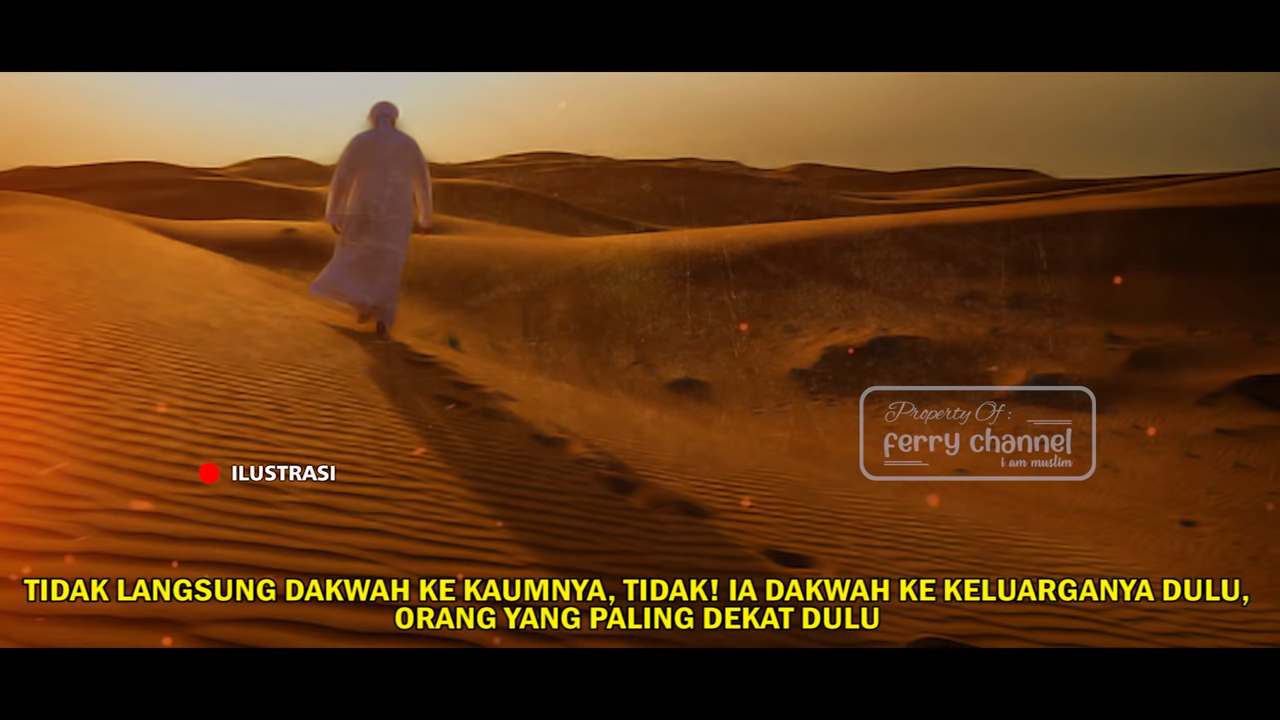 Property Of :
ferry channel
i am muslim
ILUSTRASI
TIDAK LANGSUNG DAKWAH KE KAUMNYA, TIDAK! IA DAKWAH KE KELUARGANYA DULU,
ORANG YANG PALING DEKAT DULU